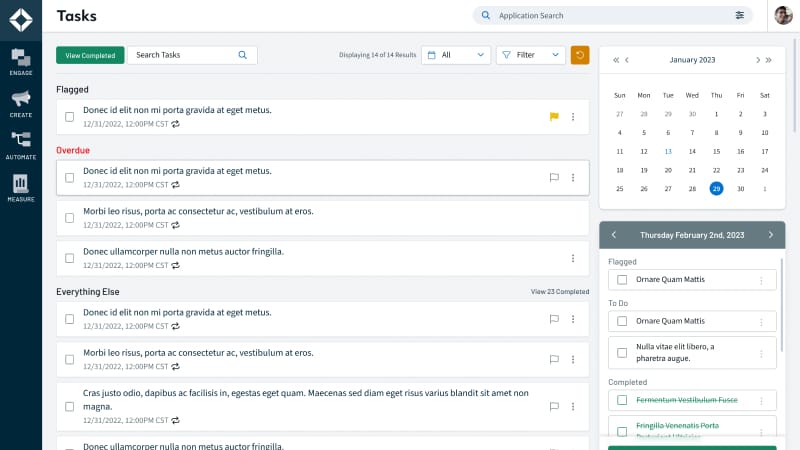 Tasks
Application Search
ENGAGE
CREATE
AUTOMATE
MEASURE
View Completed
Search Tasks
Displaying 14 of 14 Results
All
Filter
Flagged
Donec id elit non mi porta gravida at eget metus.
12/31/2022, 12:00PM CST
Overdue
Donec id elit non mi porta gravida at eget metus.
12/31/2022, 12:00PM CST
Morbi leo risus, porta ac consectetur ac, vestibulum at eros.
12/31/2022, 12:00PM CST
Donec ullamcorper nulla non metus auctor fringilla.
12/31/2022, 12:00PM CST
Everything Else
View 23 Completed
Donec id elit non mi porta gravida at eget metus.
12/31/2022, 12:00PM CST
Morbi leo risus, porta ac consectetur ac, vestibulum at eros.
12/31/2022, 12:00PM CST
Cras justo odio, dapibus ac facilisis in, egestas eget quam. Maecenas sed diam eget risus varius blandit sit amet non
magna.
12/31/2022, 12:00PM CST
Donec ullamcorper nulla non metus auctor fringilla.
January 2023
Sun Mon Tue Wed Thu Fri Sat
27 28 29 30 1 2 3
4 5 6 7 8 9 10
11 12 13 14 15 16 17
18 19 20 21 22 23 24
25 26 27 28 29 30 1
Thursday February 2nd, 2023
Flagged
Ornare Quam Mattis
To Do
Ornare Quam Mattis
Nulla vitae elit libero, a
pharetra augue.
Completed
Fermentum Vestibulum Fusce
Fringilla Venenatis Porta